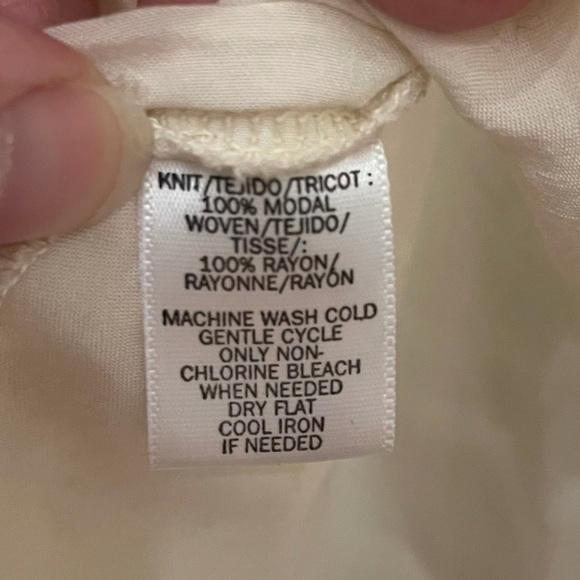 KNIT/TEJIDO/TRICOT:
100% MODAL
WOVEN/TEJIDO/
TISSE/:
100% RAYON/
RAYONNE/RAYÓN
MACHINE WASH COLD
GENTLE CYCLE
ONLY NON-
CHLORINE BLEACH
WHEN NEEDED
DRY FLAT
COOL IRON
IF NEEDED